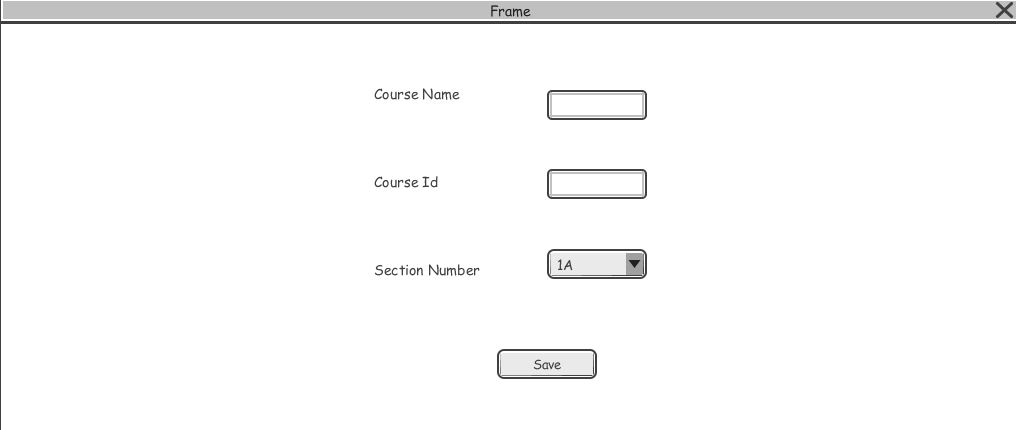 Frame
Course Name
Course Id
Section Number
1A
Save